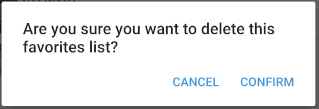 Are you sure you want to delete this
favorites list?
CANCEL CONFIRM